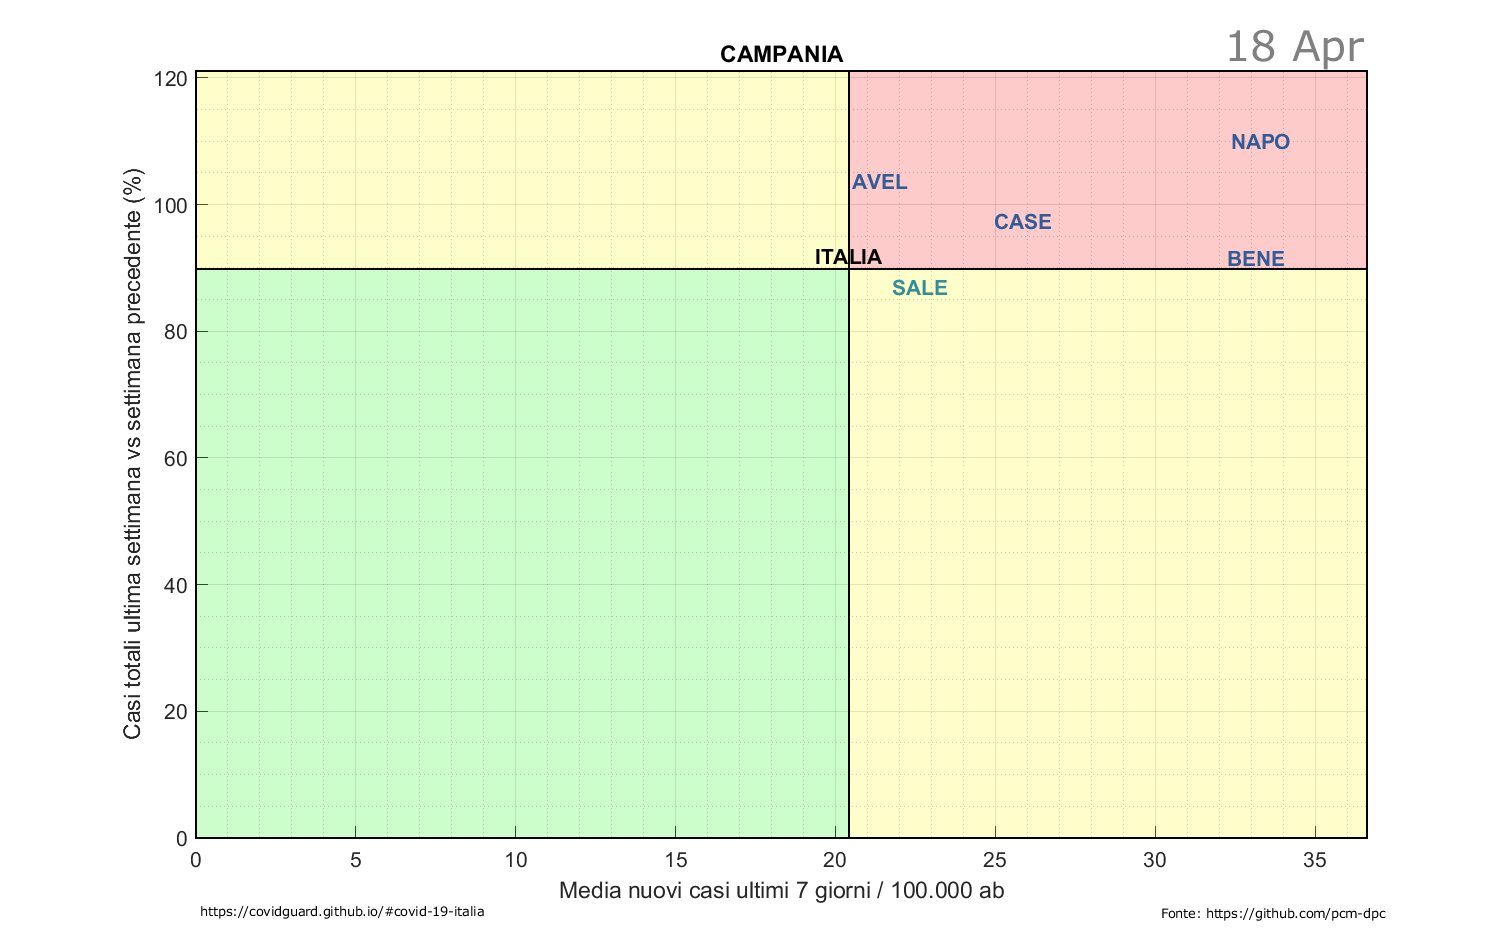 18 Apr
CAMPANIA
120
100
80
60
40
20
0
Casi totali ultima settimana vs settimana precedente (%)
NAPO
AVEL
CASE
ITALIA
BENE
SALE
0 5 10 15 20 25 30 35
Media nuovi casi ultimi 7 giorni / 100.000 ab
https://covidguard.github.io/#covid-19-italia
Fonte: https://github.com/pcm-dpc